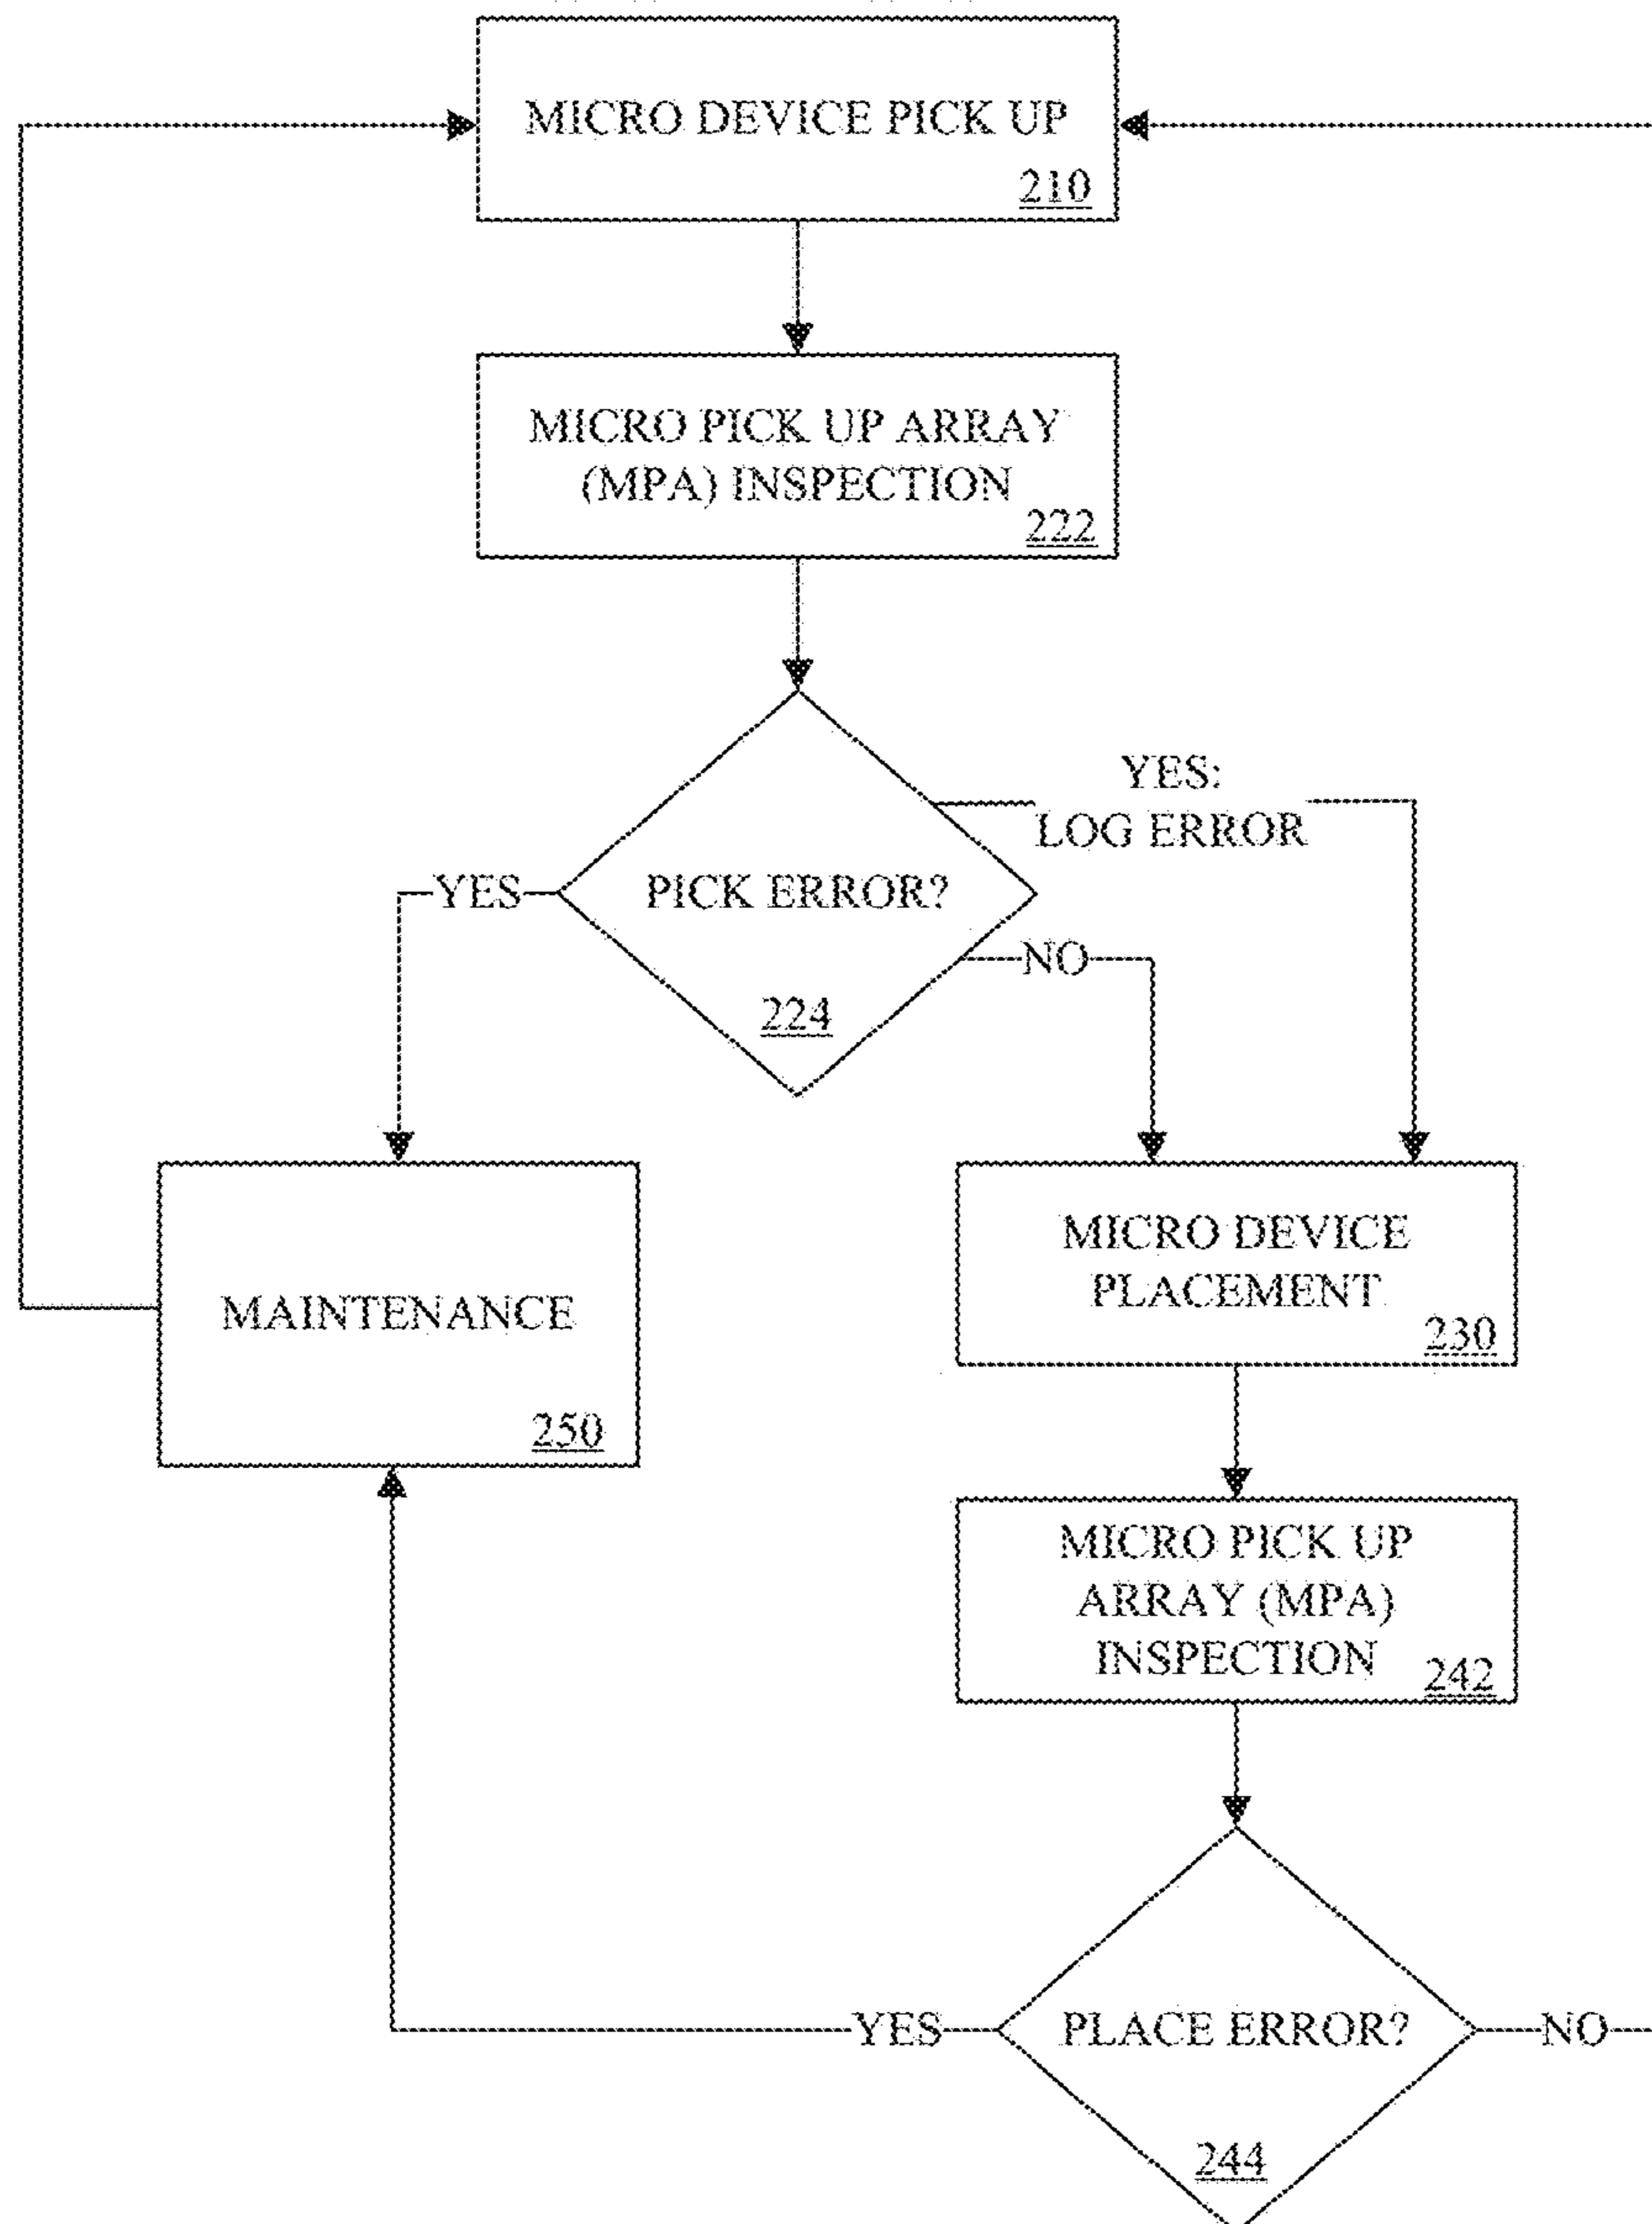 MICRO DEVICE PICK UP
210
MICRO PICK UP ARRAY
(MPA) INSPECTION
222
YES:
LOG ERROR
YES
PICK ERROR?
NO
224
MICRO DEVICE
PLACEMENT
230
MAINTENANCE
250
MICRO PICK UP
ARRAY (MPA)
INSPECTION
242
YES
PLACE ERROR?
NO
244